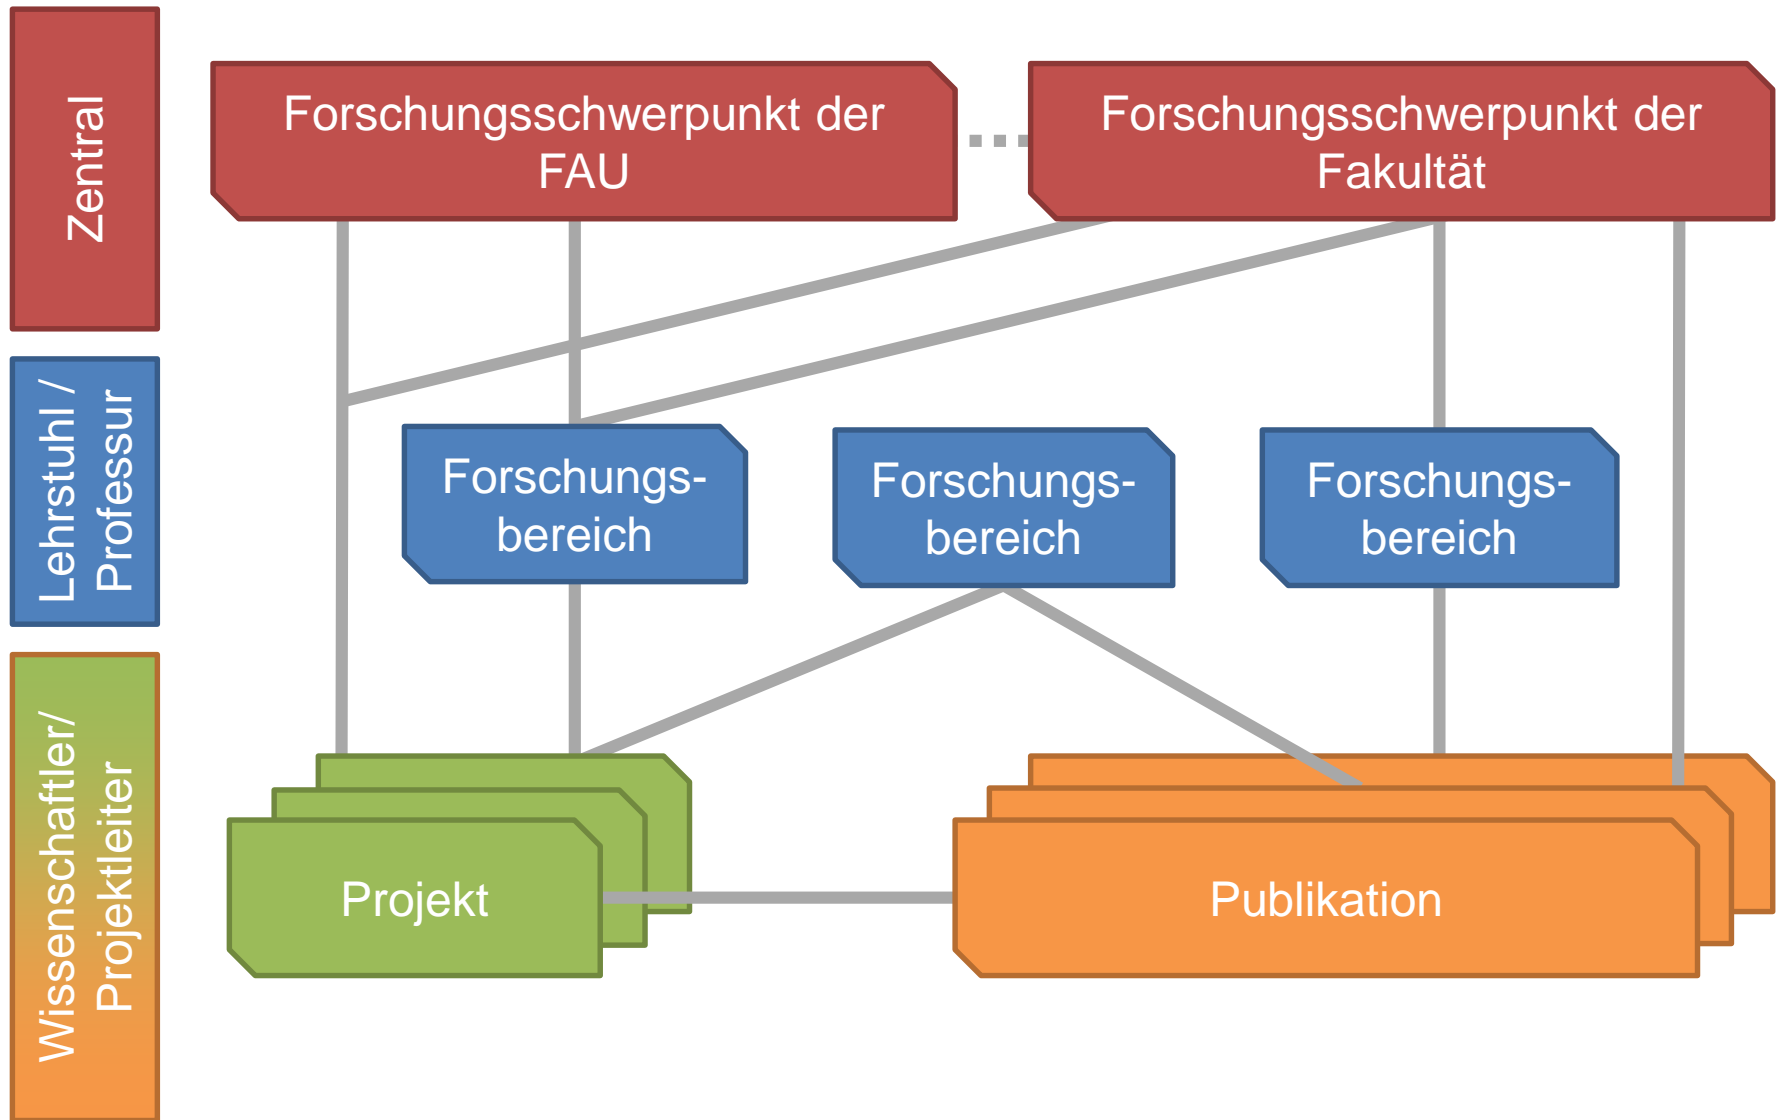 Zentral
Forschungsschwerpunkt der
FAU
Forschungsschwerpunkt der
Fakultät
Lehrstuhl /
Professur
Forschungs-
bereich
Forschungs-
bereich
Forschungs-
bereich
Wissenschaftler/
Projektleiter
Projekt
Publikation